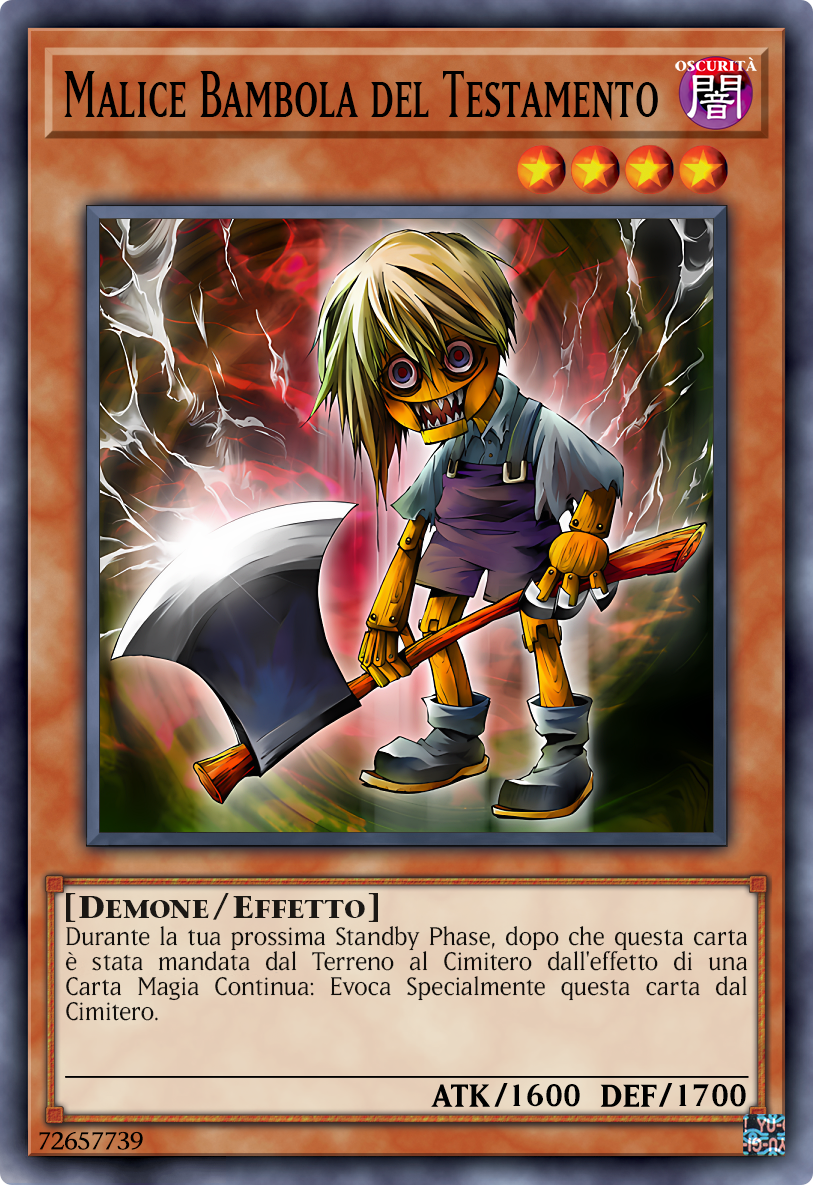 Malice Bambola del Testamento
OSCURITÀ
闇
[Demone/Effetto]
Durante la tua prossima Standby Phase, dopo che questa carta
è stata mandata dal Terreno al Cimitero dall'effetto di una
Carta Magia Continua: Evoca Specialmente questa carta dal
Cimitero.
ATK/1600 DEF/1700
72657739